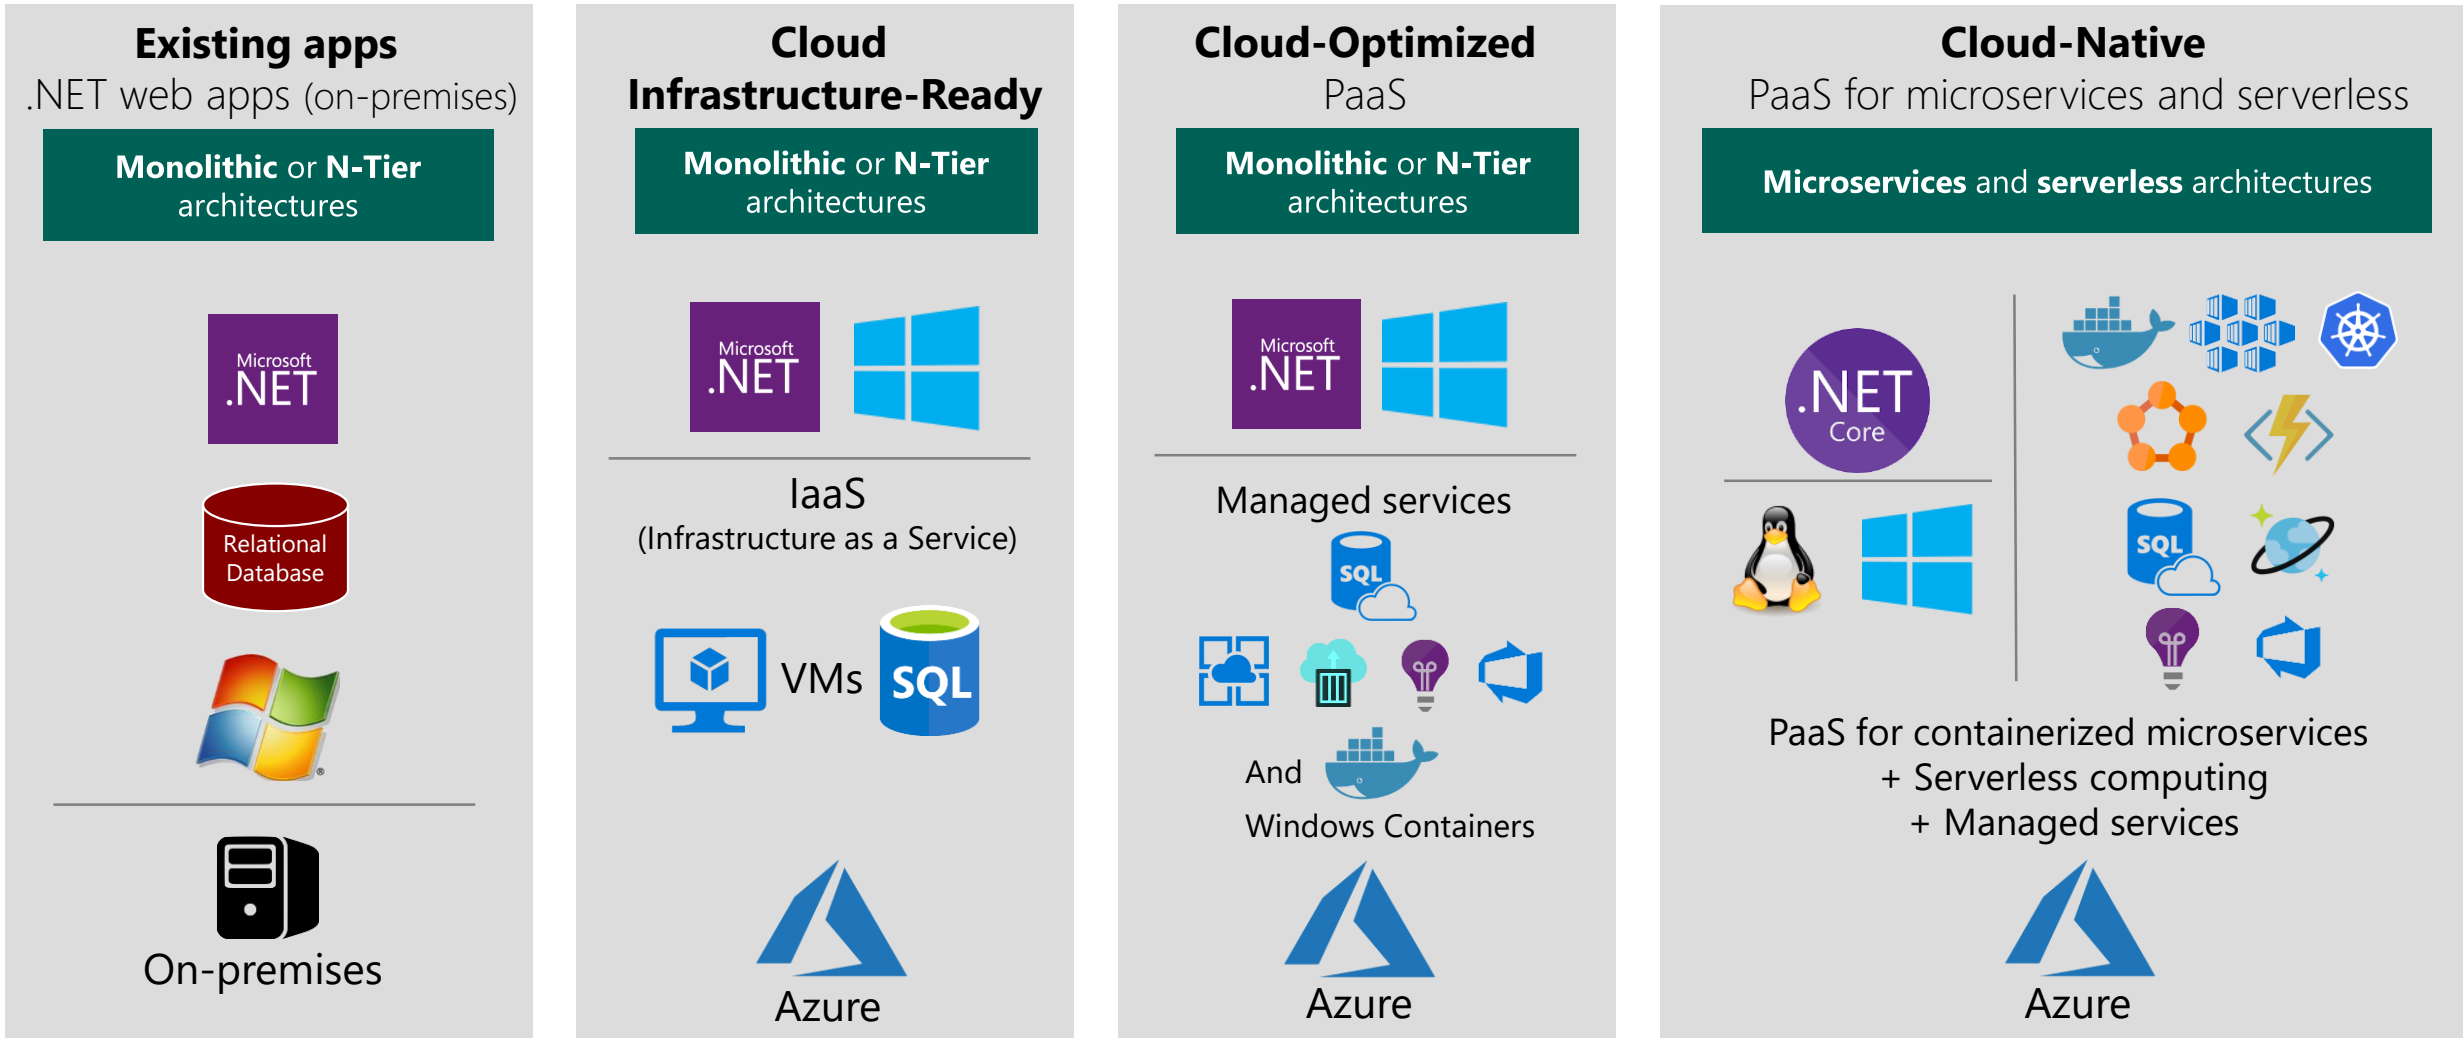 Existing apps
.NET web apps (on-premises)
Monolithic or N-Tier
architectures
Microsoft
.NET
Relational
Database
®
On-premises
Cloud
Infrastructure-Ready
Monolithic or N-Tier
architectures
Microsoft
.NET
IaaS
(Infrastructure as a Service)
VMs
SQL
Azure
Cloud-Optimized
PaaS
Monolithic or N-Tier
architectures
Microsoft
.NET
Managed services
SQL
And
Windows Containers
Azure
Cloud-Native
PaaS for microservices and serverless
Microservices and serverless architectures
.NET
Core
SQL
PaaS for containerized microservices
+ Serverless computing
+ Managed services
Azure